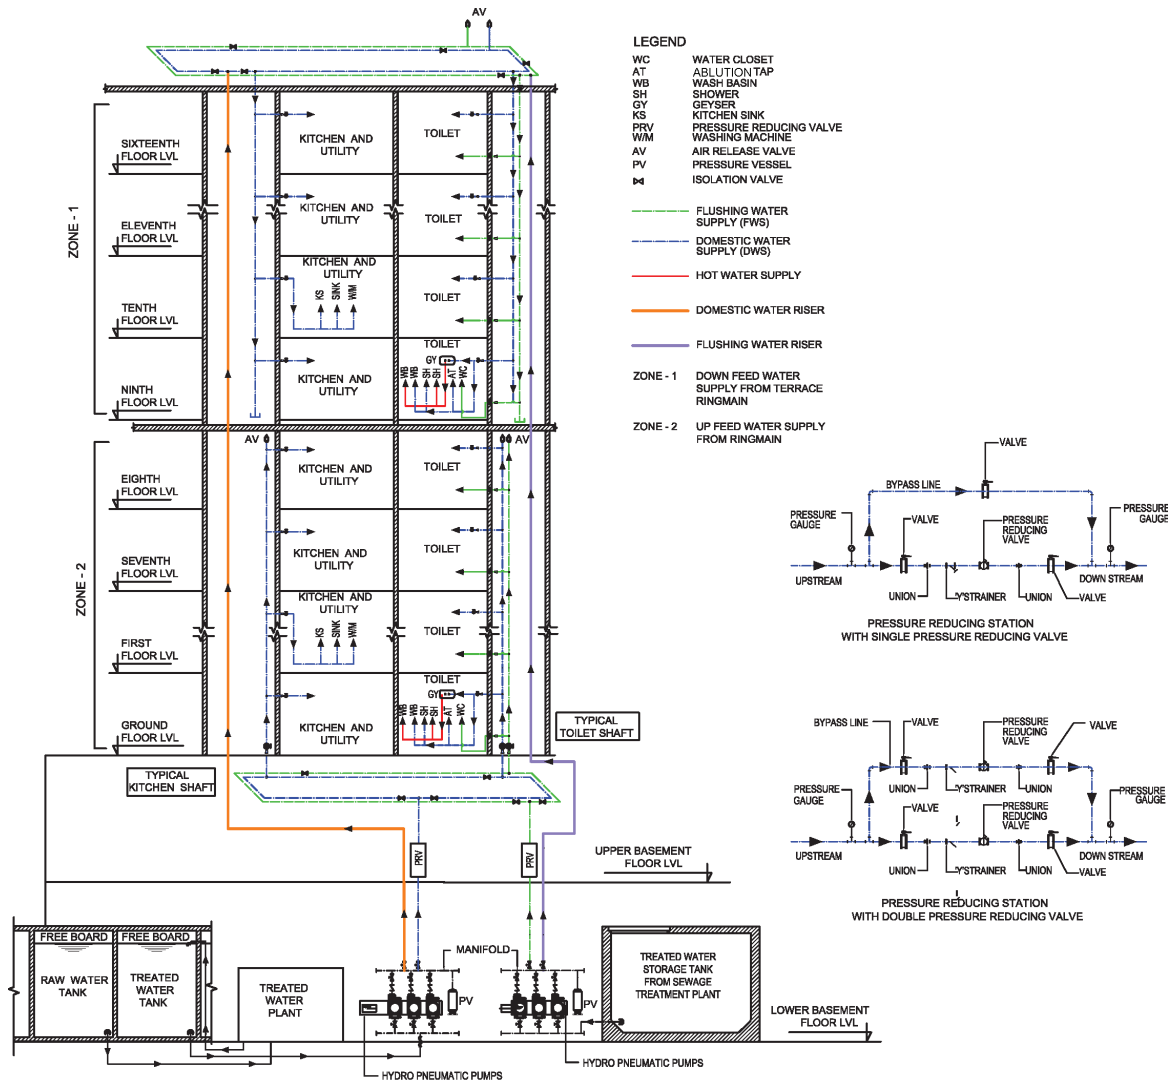 AV
LEGEND
WC WATER CLOSET
AT ABLUTION TAP
WB WASH BASIN
SH SHOWER
GY GEYSER
KS KITCHEN SINK
PRV PRESSURE REDUCING VALVE
W/M WASHING MACHINE
AV AIR RELEASE VALVE
PV PRESSURE VESSEL
ISOLATION VALVE
FLUSHING WATER
SUPPLY (FWS)
DOMESTIC WATER
SUPPLY (DWS)
HOT WATER SUPPLY
DOMESTIC WATER RISER
FLUSHING WATER RISER
ZONE - 1 DOWN FEED WATER
SUPPLY FROM TERRACE
RINGMAIN
ZONE - 2 UP FEED WATER SUPPLY
FROM RINGMAIN
ZONE - 1
SIXTEENTH
FLOOR LVL
KITCHEN AND
UTILITY
TOILET
ELEVENTH
FLOOR LVL
KITCHEN AND
UTILITY
TOILET
TENTH
FLOOR LVL
KITCHEN AND
UTILITY
KS
SINK
W/M
TOILET
NINTH
FLOOR LVL
KITCHEN AND
UTILITY
TOILET
GY
WB
WB
SH
SH
AT
WC
ZONE - 2
AV
AV
EIGHTH
FLOOR LVL
KITCHEN AND
UTILITY
TOILET
SEVENTH
FLOOR LVL
KITCHEN AND
UTILITY
TOILET
FIRST
FLOOR LVL
KITCHEN AND
UTILITY
KS
SINK
W/M
TOILET
GROUND
FLOOR LVL
KITCHEN AND
UTILITY
TOILET
GY
WB
WB
SH
SH
AT
WC
TYPICAL
TOILET SHAFT
TYPICAL
KITCHEN SHAFT
PRV
PRV
UPPER BASEMENT
FLOOR LVL
FREE BOARD
FREE BOARD
RAW WATER
TANK
TREATED
WATER
TANK
TREATED
WATER
PLANT
MANIFOLD
PV
PV
TREATED WATER
STORAGE TANK
FROM SEWAGE
TREATMENT PLANT
LOWER BASEMENT
FLOOR LVL
HYDRO PNEUMATIC PUMPS
HYDRO PNEUMATIC PUMPS
VALVE
BYPASS LINE
PRESSURE
GAUGE
VALVE
PRESSURE
REDUCING
VALVE
PRESSURE
GAUGE
UPSTREAM
UNION
'Y'STRAINER
UNION
VALVE
DOWN STREAM
PRESSURE REDUCING STATION
WITH SINGLE PRESSURE REDUCING VALVE
BYPASS LINE
VALVE
PRESSURE
REDUCING
VALVE
VALVE
PRESSURE
GAUGE
UNION
'Y'STRAINER
UNION
PRESSURE
GAUGE
VALVE
PRESSURE
REDUCING
VALVE
UPSTREAM
UNION
'Y'STRAINER
UNION
VALVE
DOWN STREAM
PRESSURE REDUCING STATION
WITH DOUBLE PRESSURE REDUCING VALVE